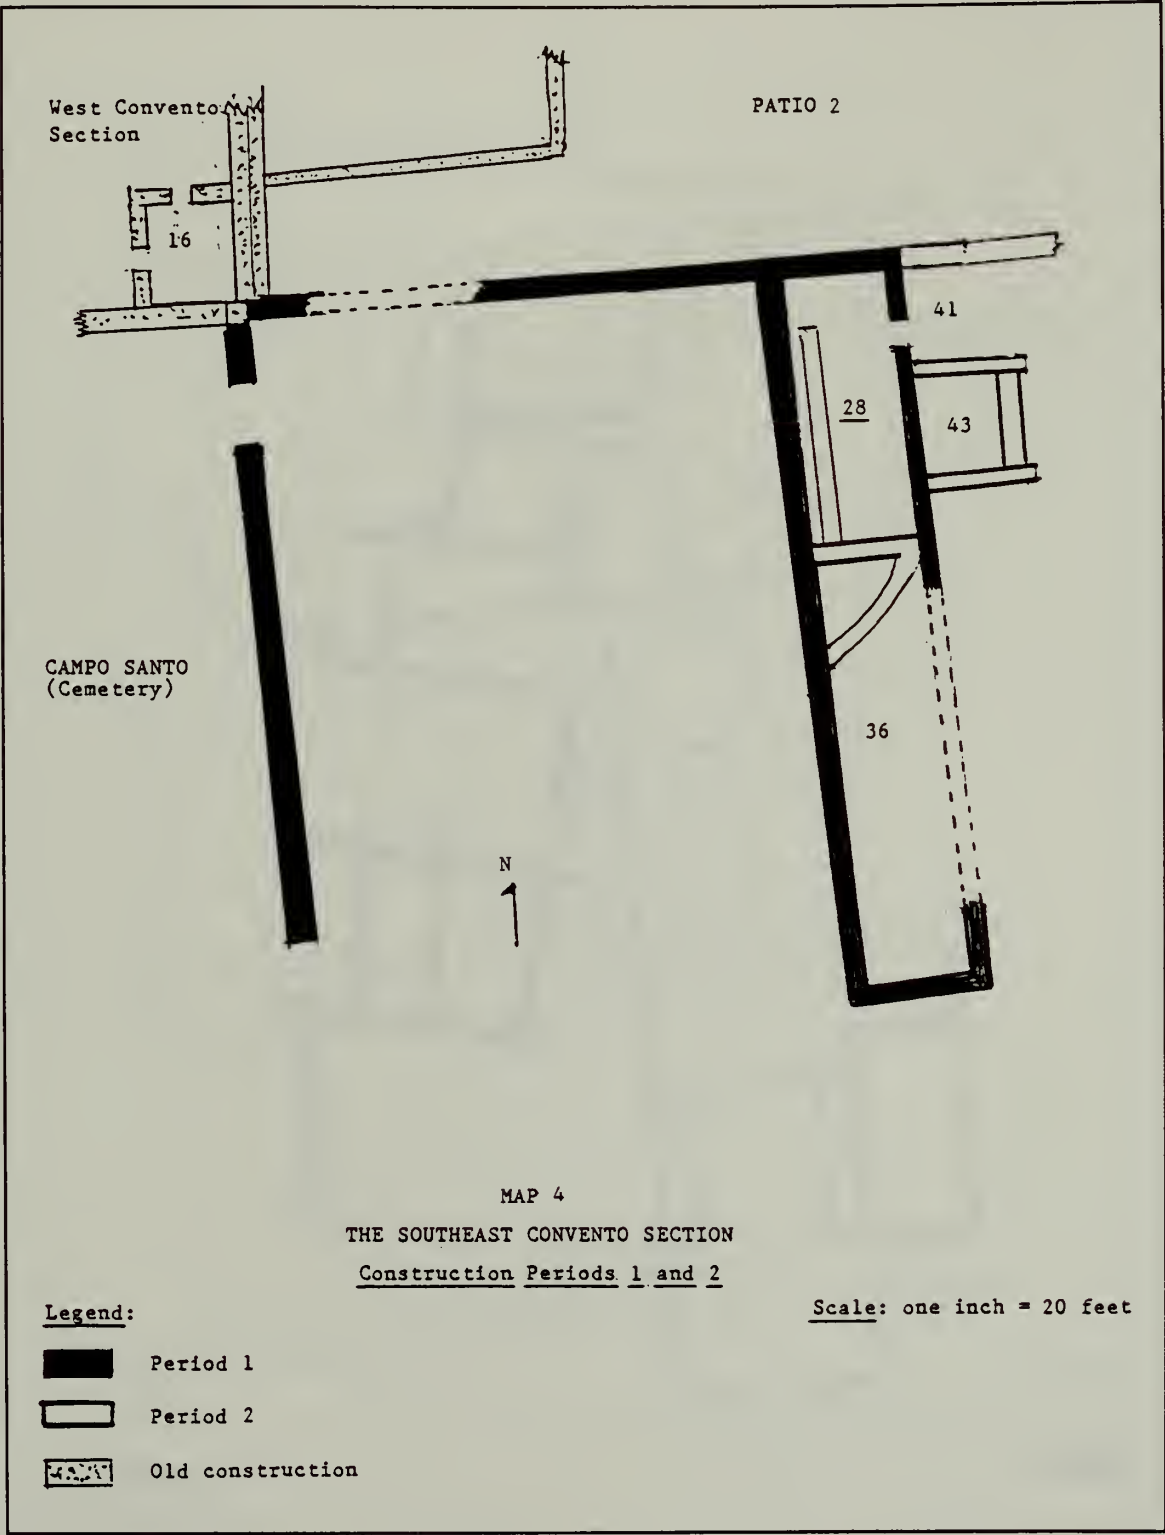 West Convento
Section
PATIO 2
16
41
28
43
CAMPO SANTO
(Cemetery)
36
N
MAP 4
THE SOUTHEAST CONVENTO SECTION
Construction Periods 1 and 2
Legend:
Scale: one inch = 20 feet
Period 1
Period 2
Old construction